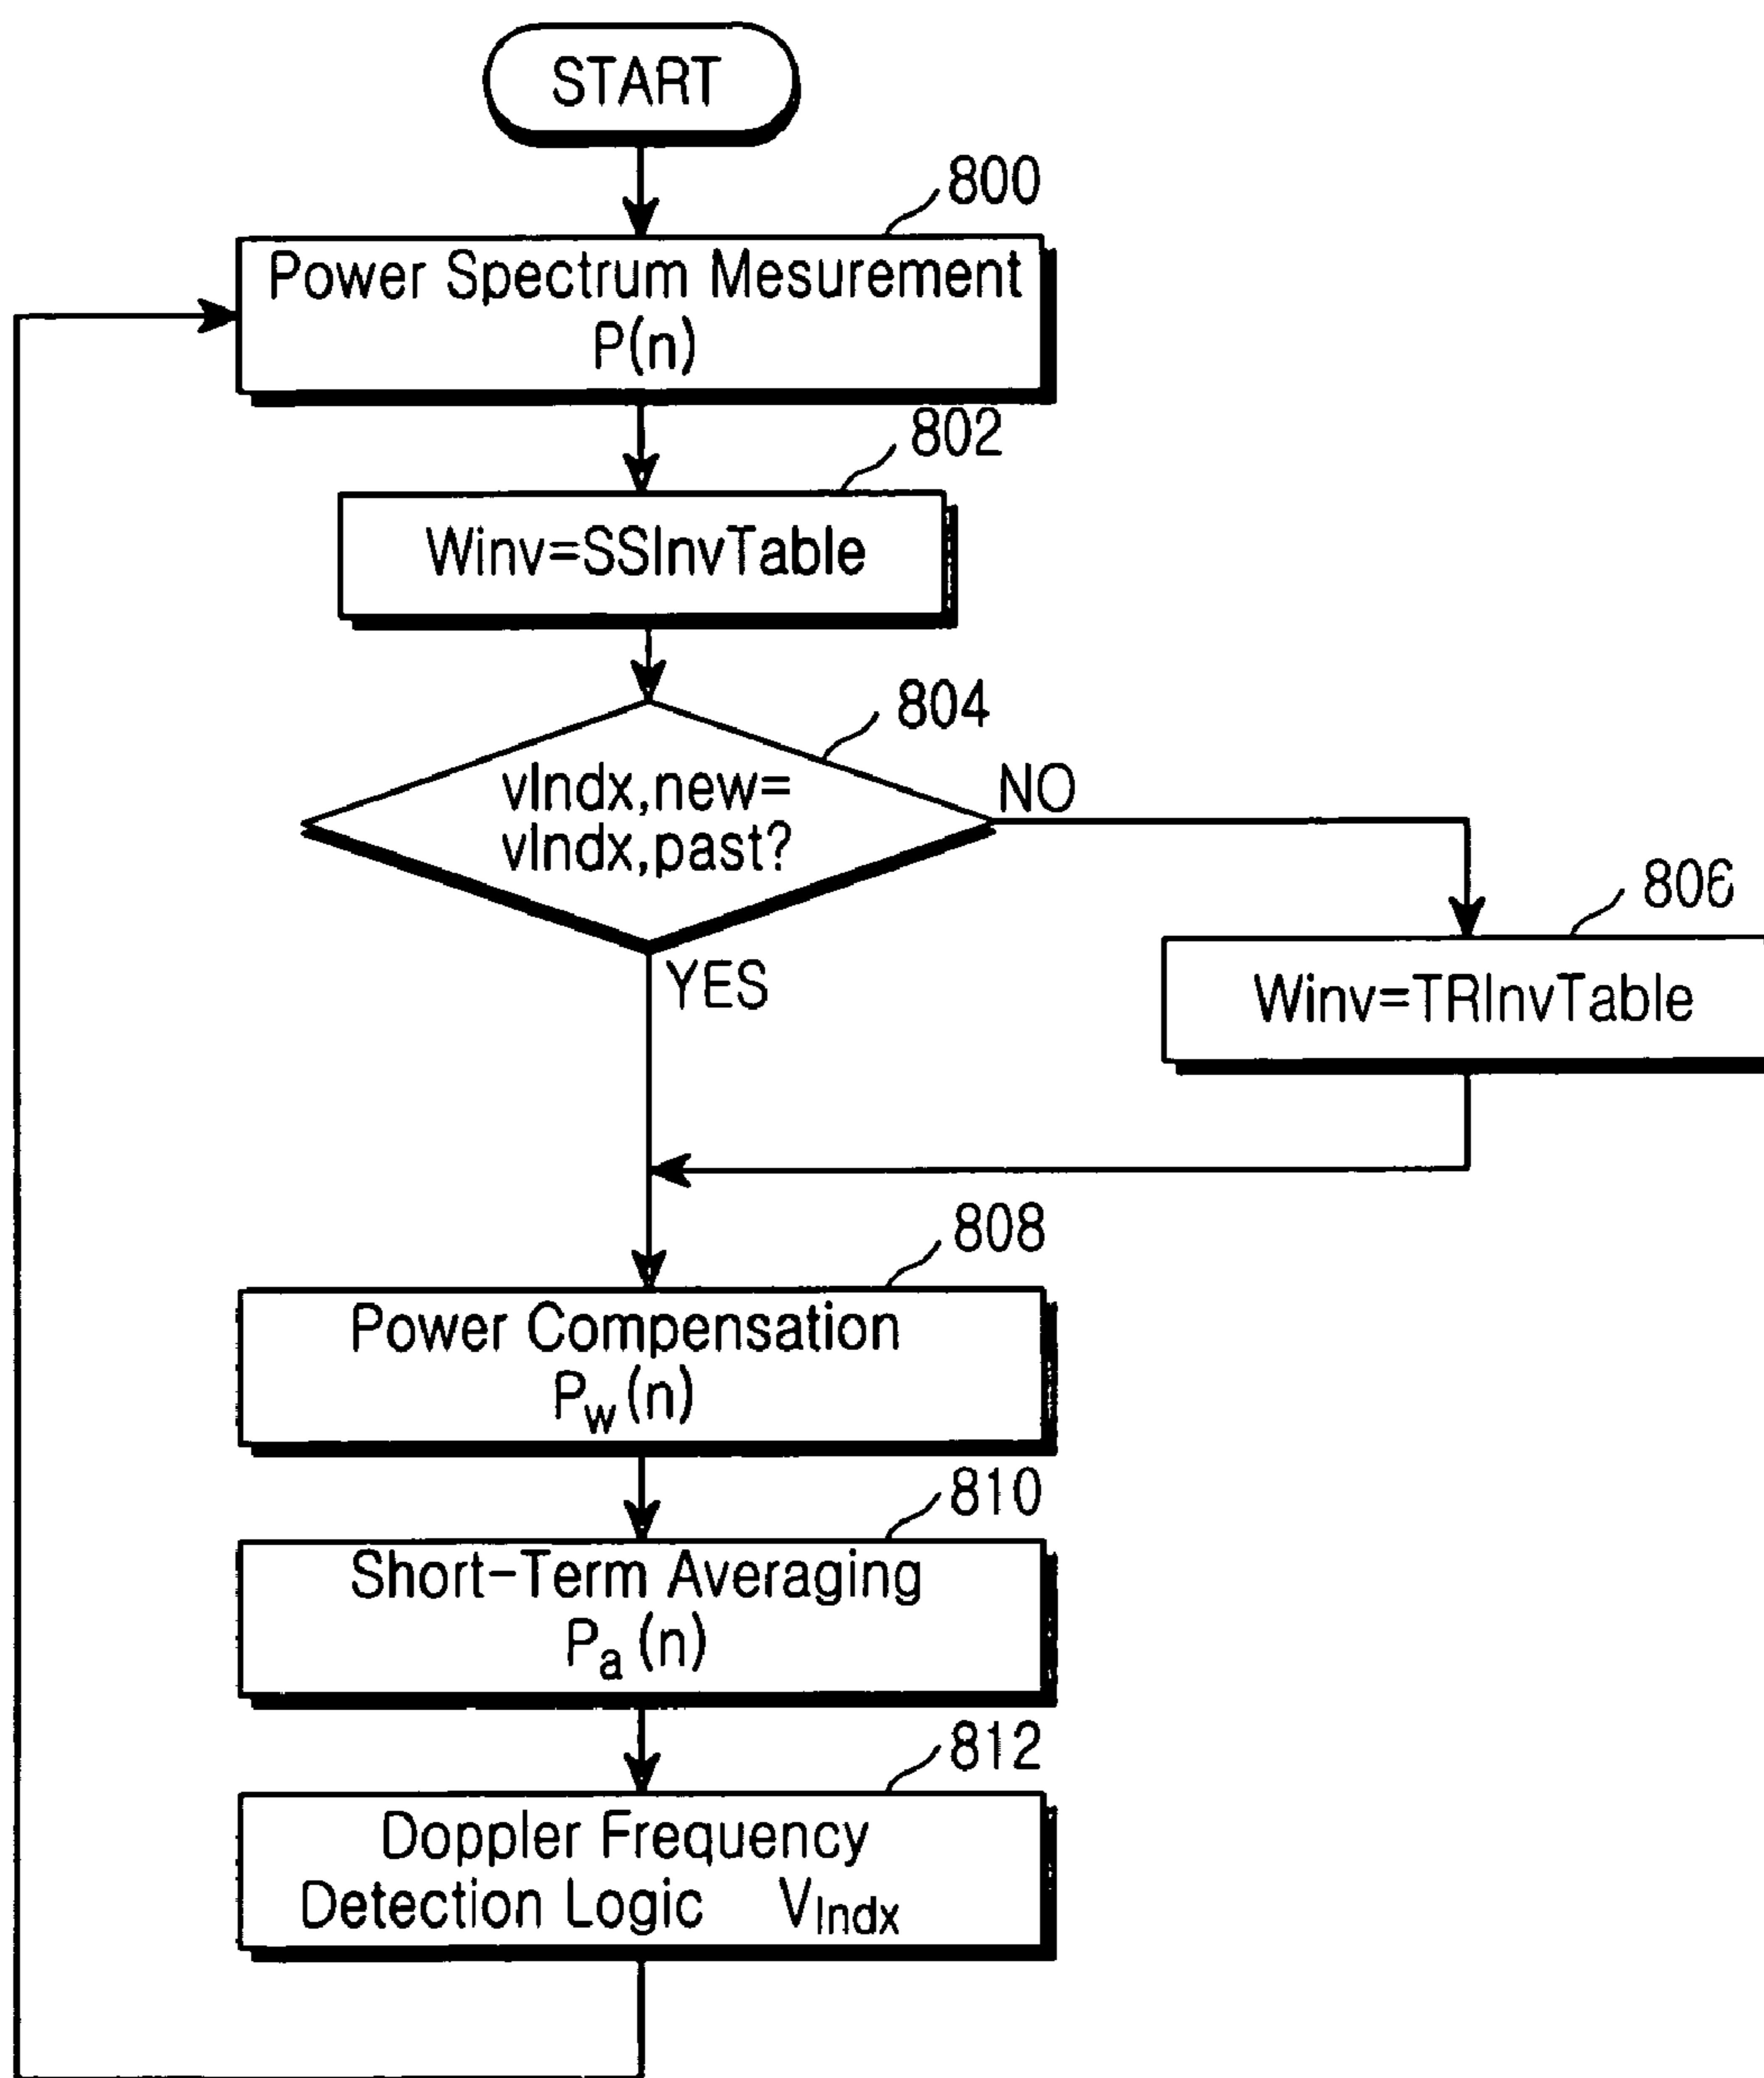 START
800
Power Spectrum Mesurement
P(n)
802
Winv=SSInvTable
804
vIndx,new=
vIndx,past?
NO
YES
806
Winv=TRInvTable
808
Power Compensation
Pw(n)
810
Short-Term Averaging
Pa(n)
812
Doppler Frequency
Detection Logic VIndx